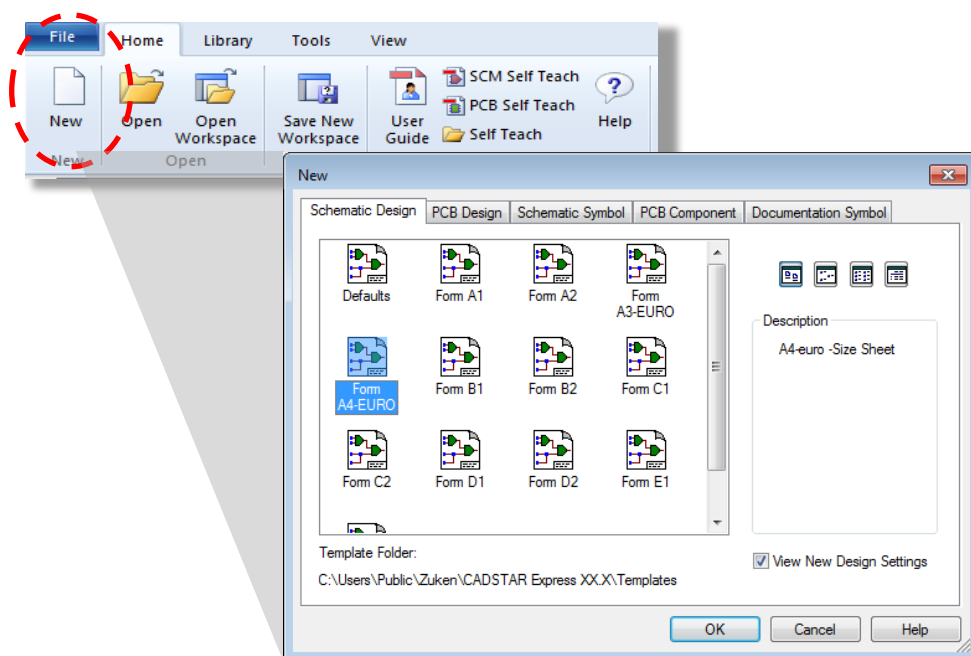 File Home Library Tools View
New
Open
Open
Workspace
Save New
Workspace
User
Guide
SCM Self Teach
PCB Self Teach
Self Teach
Help
New
Open
New
Schematic Design PCB Design Schematic Symbol PCB Component Documentation Symbol
Defaults Form A1 Form A2 Form
A3-EURO
Form
A4-EURO
Form B1 Form B2 Form C1
Form C2 Form D1 Form D2 Form E1
Description
A4-euro -Size Sheet
Template Folder:
C:\Users\Public\Zuken\CADSTAR Express XX.X\Templates
View New Design Settings
OK Cancel Help